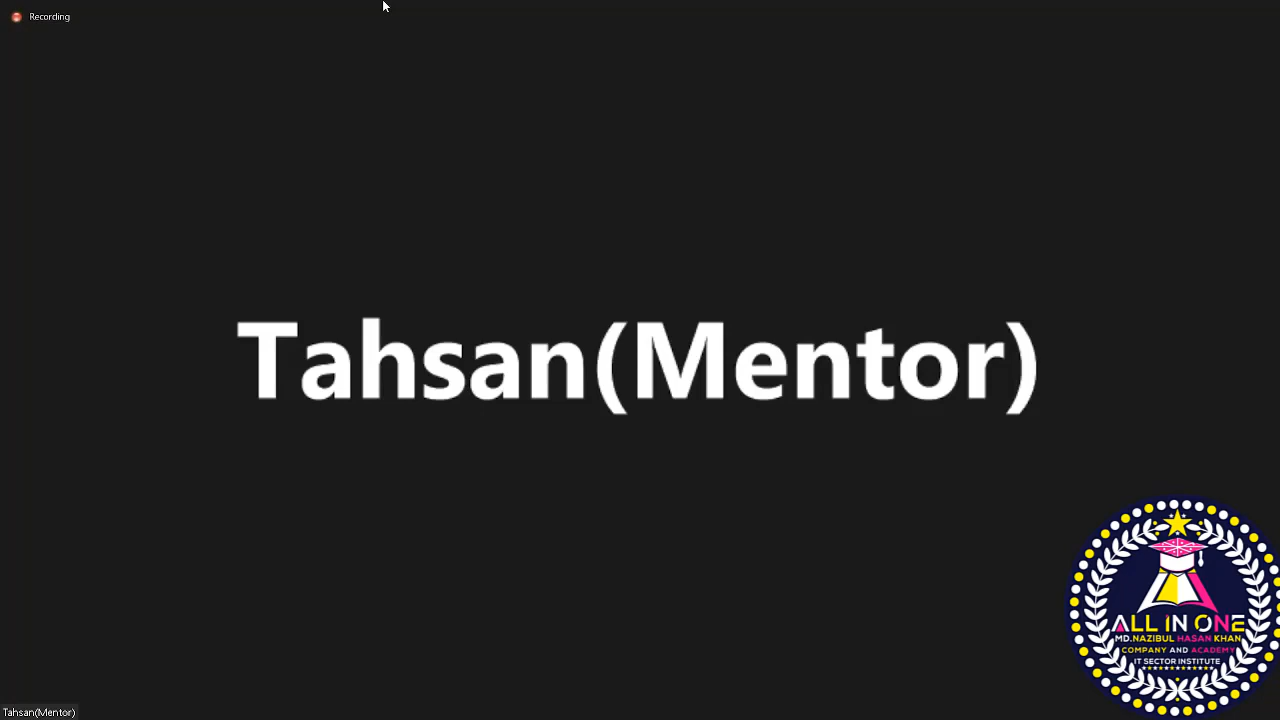 Recording
Tahsan(Mentor)
ALL IN ONE
MD.NAZIBUL HASAN KHAN
COMPANY AND ACADEMY
IT SECTOR INSTITUTE
Tahsan(Mentor)